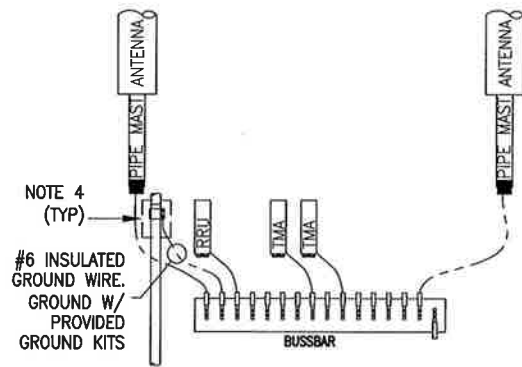 ANTENNA
PIPE MAST
ANTENNA
PIPE MAST
NOTE 4
(TYP)
RRU
TMA
TMA
#6 INSULATED
GROUND WIRE.
GROUND W/
PROVIDED
GROUND KITS
BUSSBAR